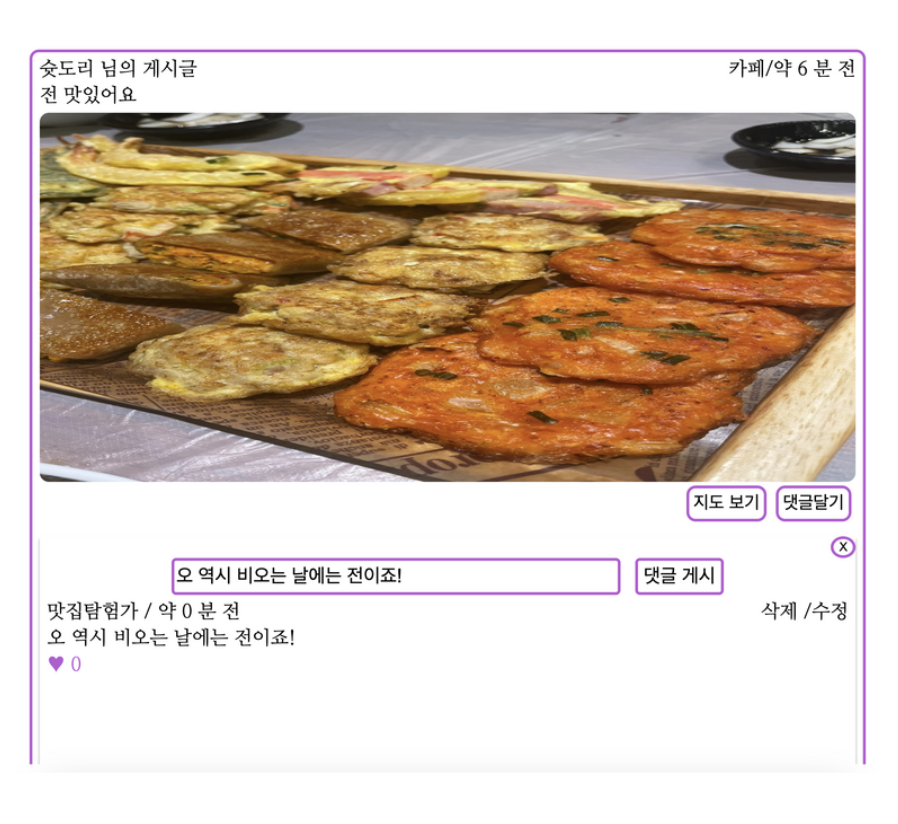 슛도리 님의 게시글
카페/약 6 분 전
전 맛있어요
지도 보기
댓글달기
X
오 역시 비오는 날에는 전이죠!
댓글 게시
맛집탐험가 / 약 0 분 전
삭제 /수정
오 역시 비오는 날에는 전이죠!
♥ 0